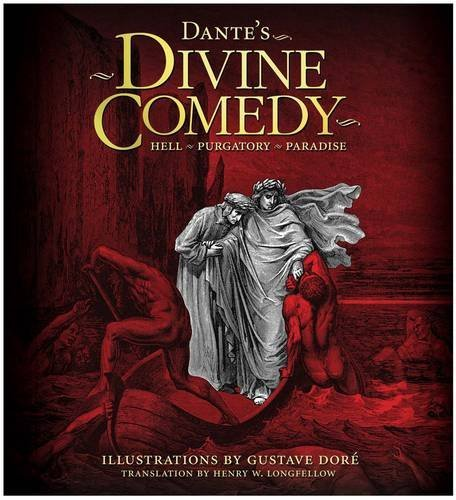 DANTE'S
DIVINE
COMEDY
HELL ~ PURGATORY ~ PARADISE
ILLUSTRATIONS BY GUSTAVE DORÉ
TRANSLATION BY HENRY W. LONGFELLOW